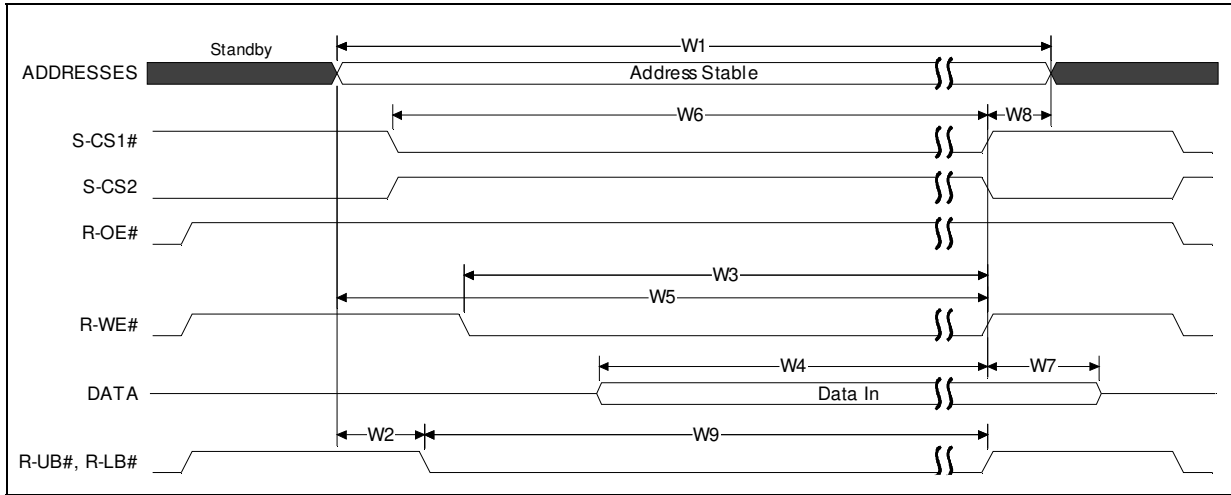 Standby
W1
ADDRESSES
Address Stable
W6
W8
S-CS1#
S-CS2
R-OE#
W3
W5
R-WE#
W4
W7
DATA
Data In
W2
W9
R-UB#, R-LB#